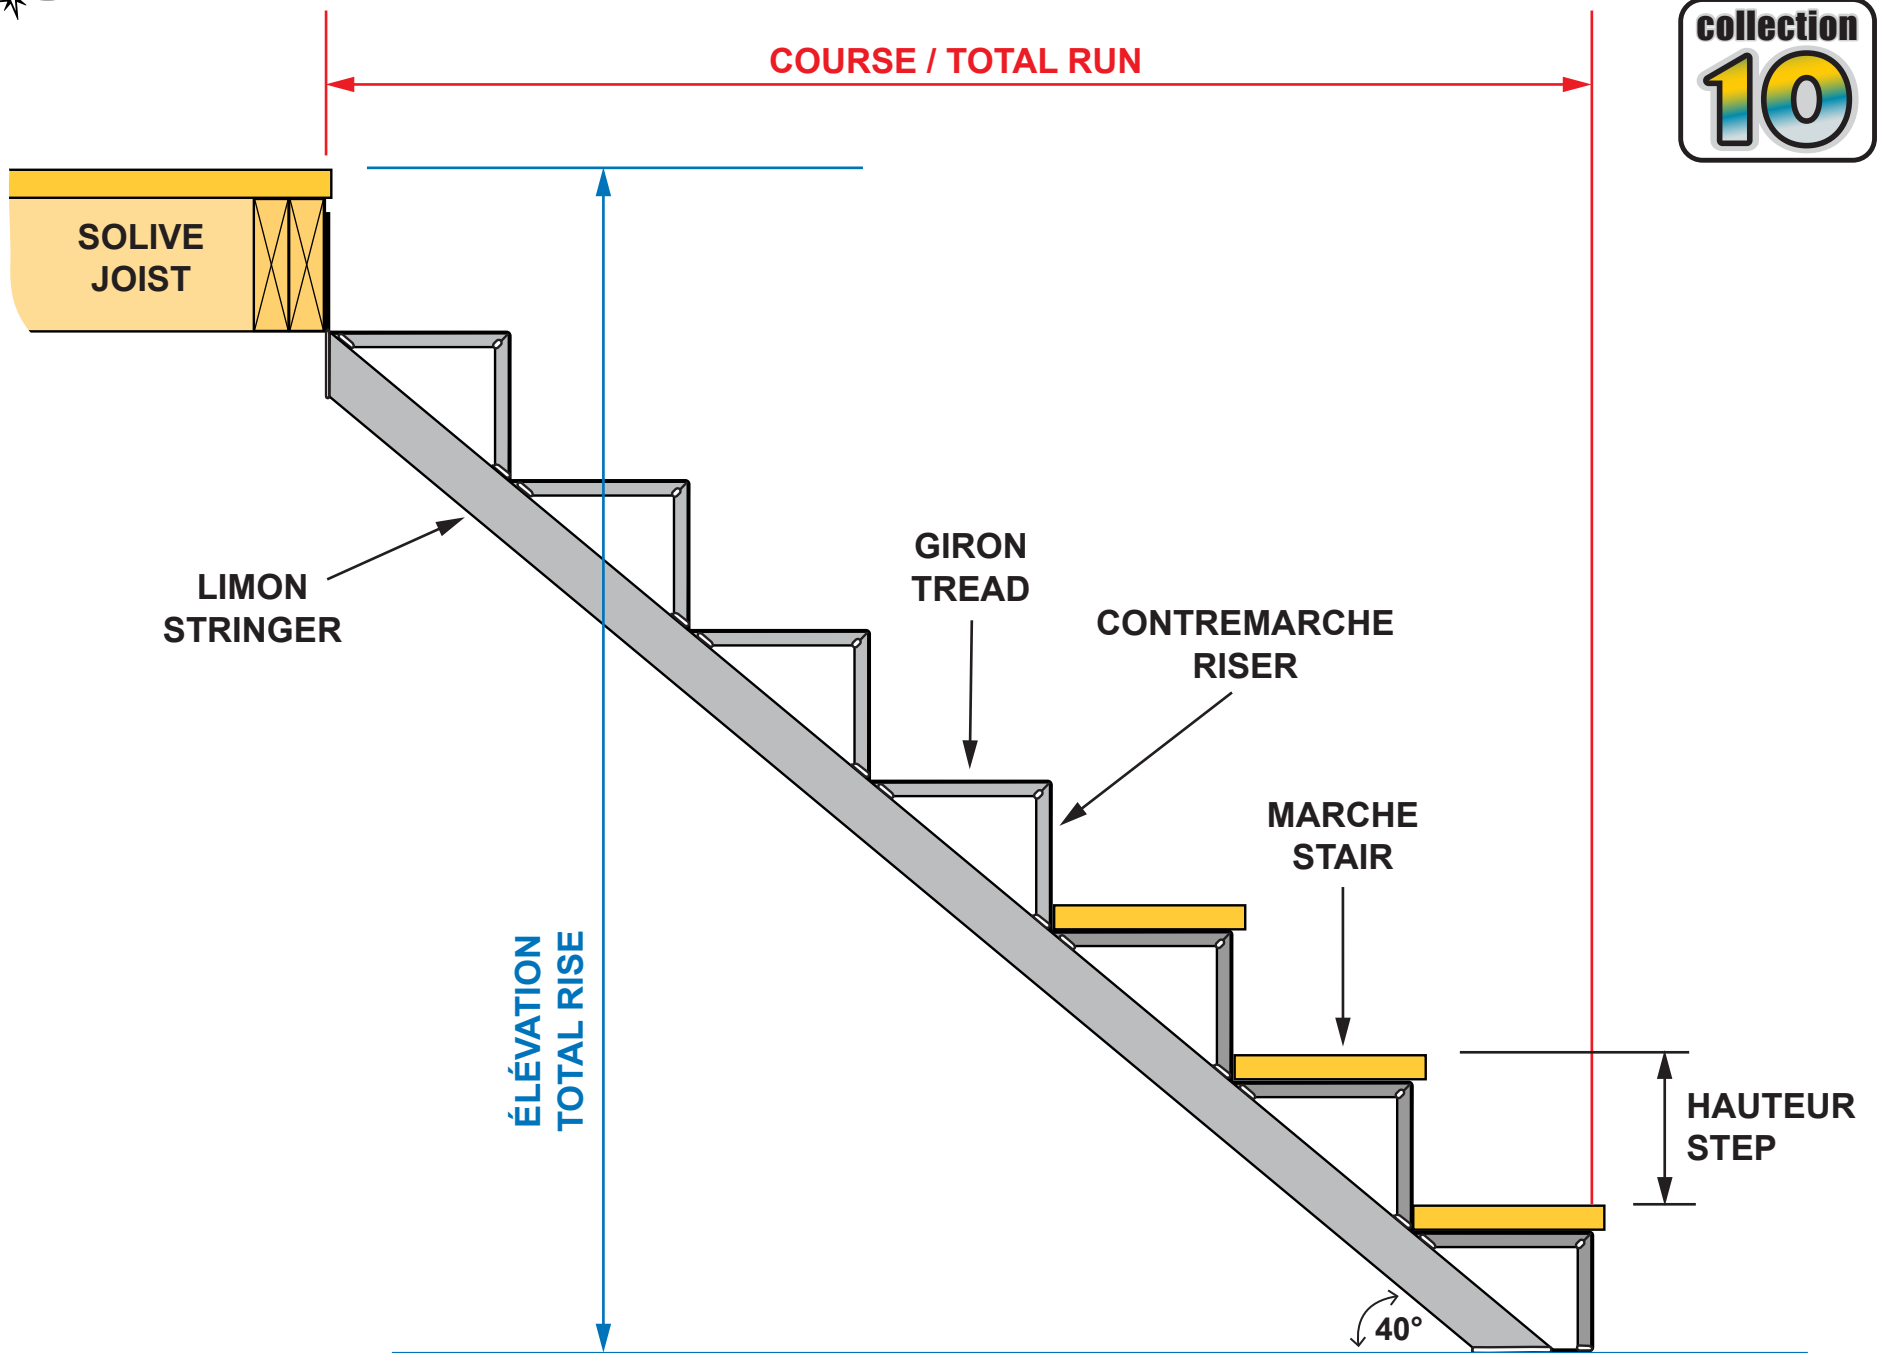 COURSE / TOTAL RUN
collection
10
SOLIVE
JOIST
LIMON
STRINGER
GIRON
TREAD
CONTREMARCHE
RISER
MARCHE
STAIR
ÉLÉVATION
TOTAL RISE
HAUTEUR
STEP
40°